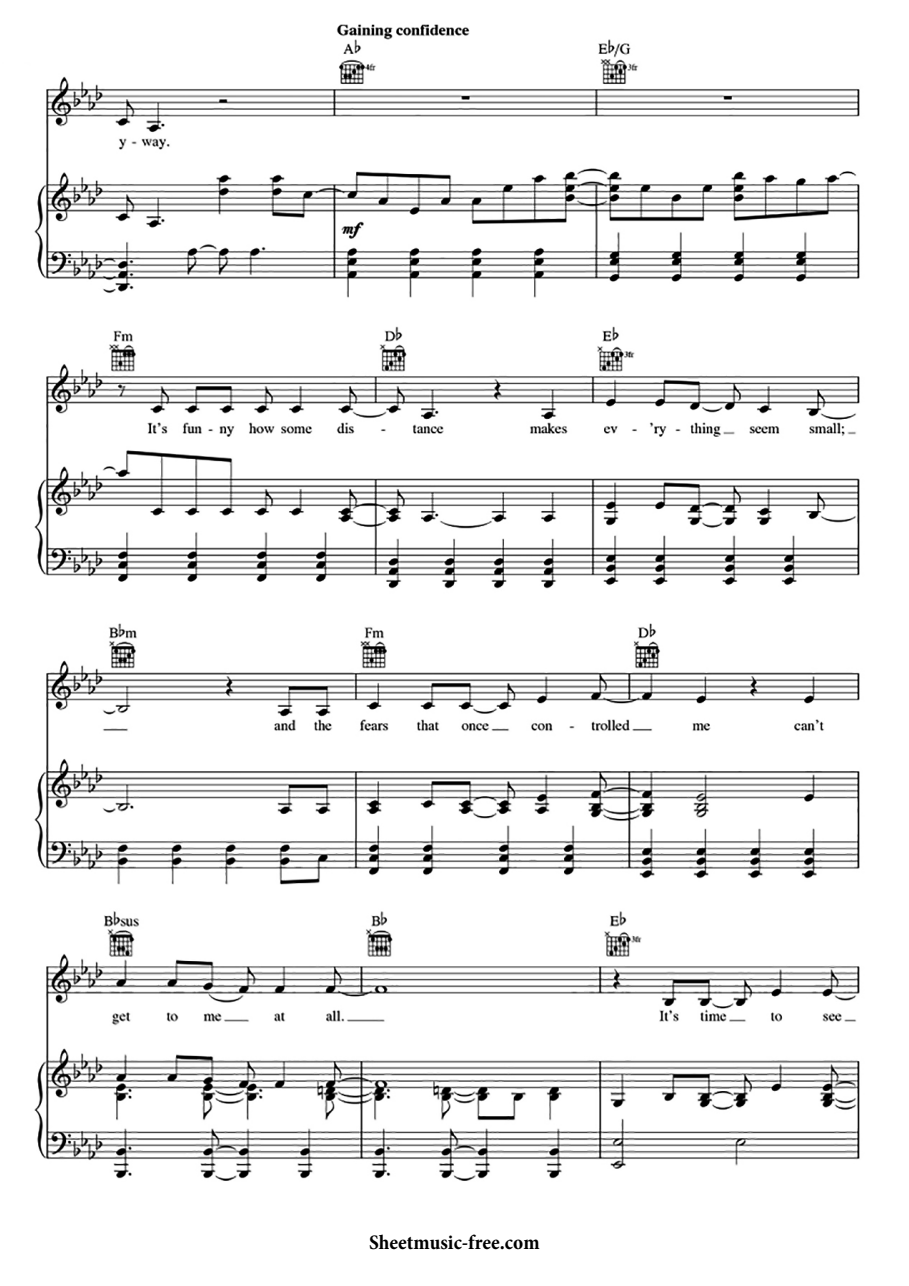 Gaining confidence
A♭ E♭/G
4fr 3fr
y - way.
mf
Fm D♭ E♭
3fr
It's fun - ny how some dis - tance makes ev - 'ry - thing seem small;
B♭m Fm D♭
and the fears that once con - trolled me can't
B♭sus B♭ E♭
3fr
get to me at all. It's time to see
Sheetmusic-free.com